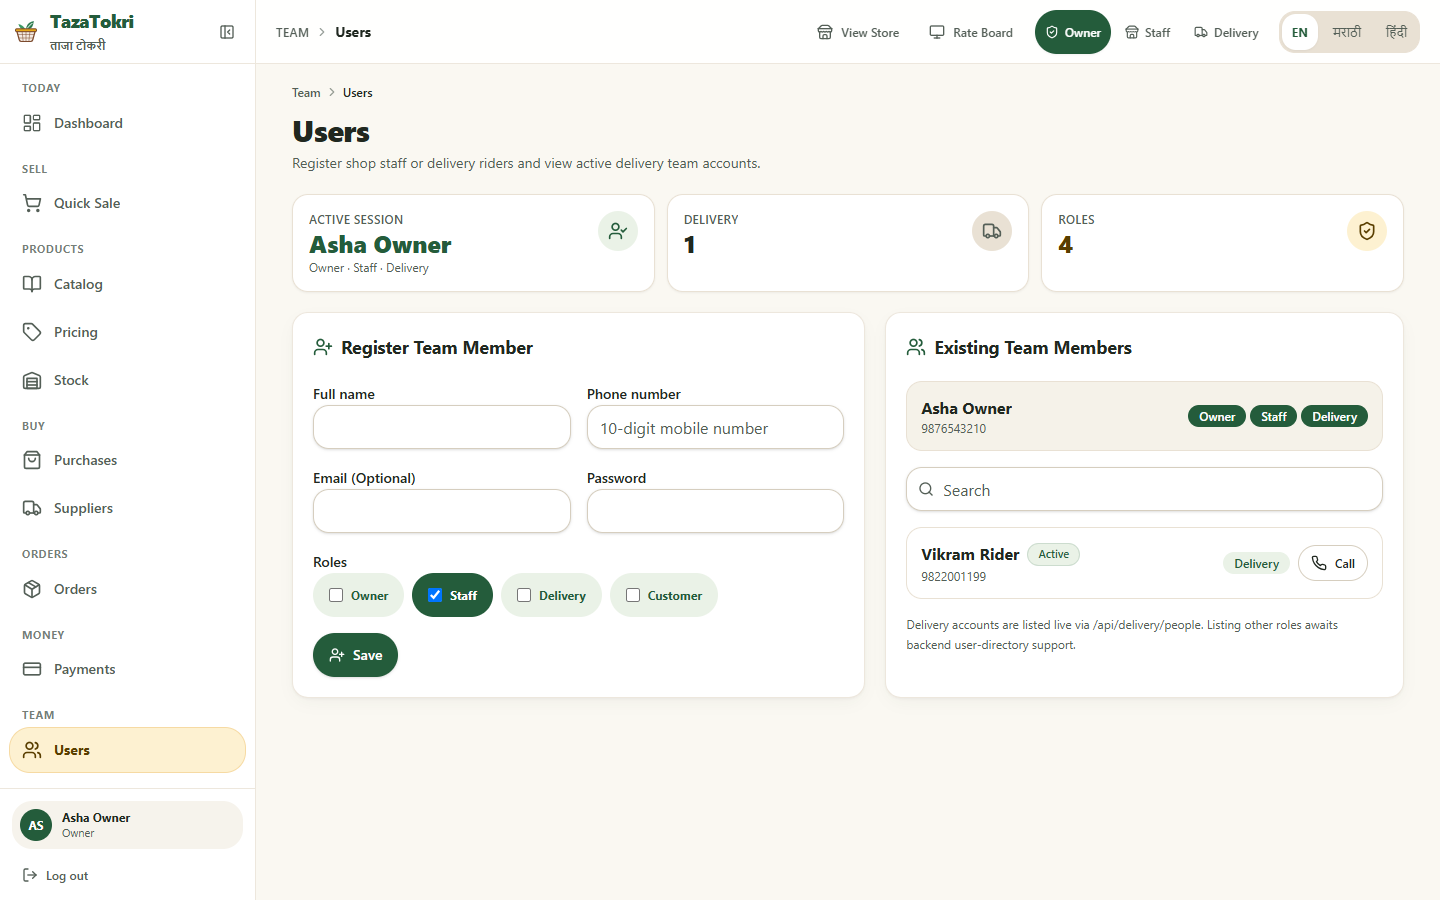 TazaTokri
ताजा टोकरी
TODAY
Dashboard
SELL
Quick Sale
PRODUCTS
Catalog
Pricing
Stock
BUY
Purchases
Suppliers
ORDERS
Orders
MONEY
Payments
TEAM
Users
AS
Asha Owner
Owner
Log out
TEAM > Users
View Store
Rate Board
Owner
Staff
Delivery
EN
मराठी
हिंदी
Team > Users
Users
Register shop staff or delivery riders and view active delivery team accounts.
ACTIVE SESSION
Asha Owner
Owner · Staff · Delivery
DELIVERY
1
ROLES
4
Register Team Member
Full name
Phone number
10-digit mobile number
Email (Optional)
Password
Roles
Owner
Staff
Delivery
Customer
Save
Existing Team Members
Asha Owner
9876543210
Owner
Staff
Delivery
Search
Vikram Rider
Active
9822001199
Delivery
Call
Delivery accounts are listed live via /api/delivery/people. Listing other roles awaits
backend user-directory support.